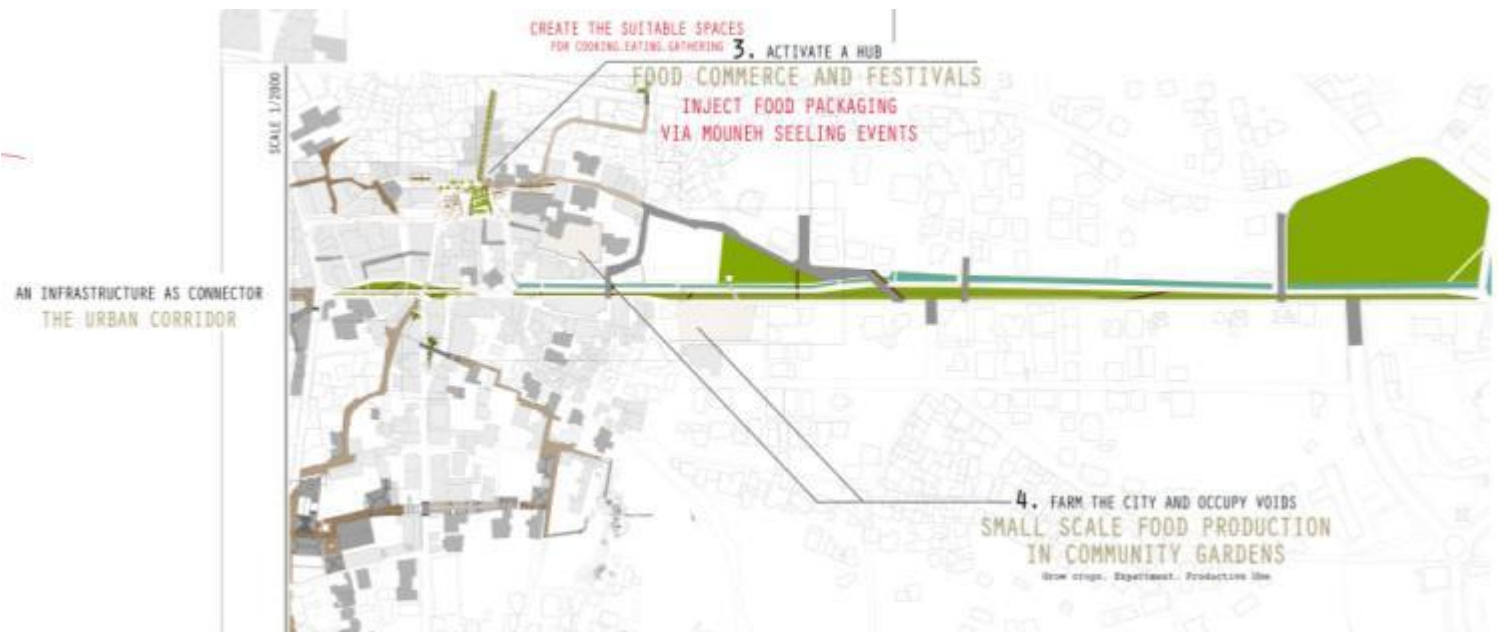 CREATE THE SUITABLE SPACES
FOR COOKING.EATING.GATHERING
3. ACTIVATE A HUB
FOOD COMMERCE AND FESTIVALS
INJECT FOOD PACKAGING
VIA MOUNEH SEELING EVENTS
SCALE 1/2000
AN INFRASTRUCTURE AS CONNECTOR
THE URBAN CORRIDOR
4. FARM THE CITY AND OCCUPY VOIDS
SMALL SCALE FOOD PRODUCTION
IN COMMUNITY GARDENS
Grow crops. Productive Use